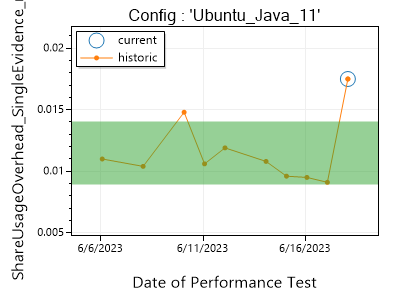 Config : 'Ubuntu_Java_11'
current
historic
0.02
0.015
0.01
0.005
ShareUsageOverhead_SingleEvidence_
6/6/2023
6/11/2023
6/16/2023
Date of Performance Test